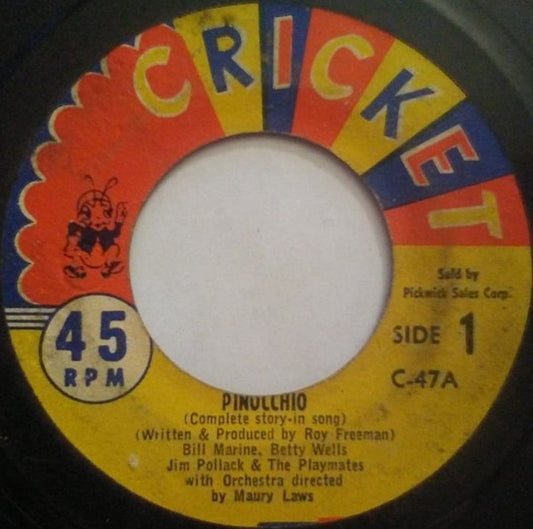 CRICKET
Sold by
Pickwick Sales Corp.
45
RPM
SIDE 1
C-47A
PINOCCHIO
(Complete story-in song)
(Written & Produced by Roy Freeman)
Bill Marine, Betty Wells
Jim Pollack & The Playmates
with Orchestra directed
by Maury Laws